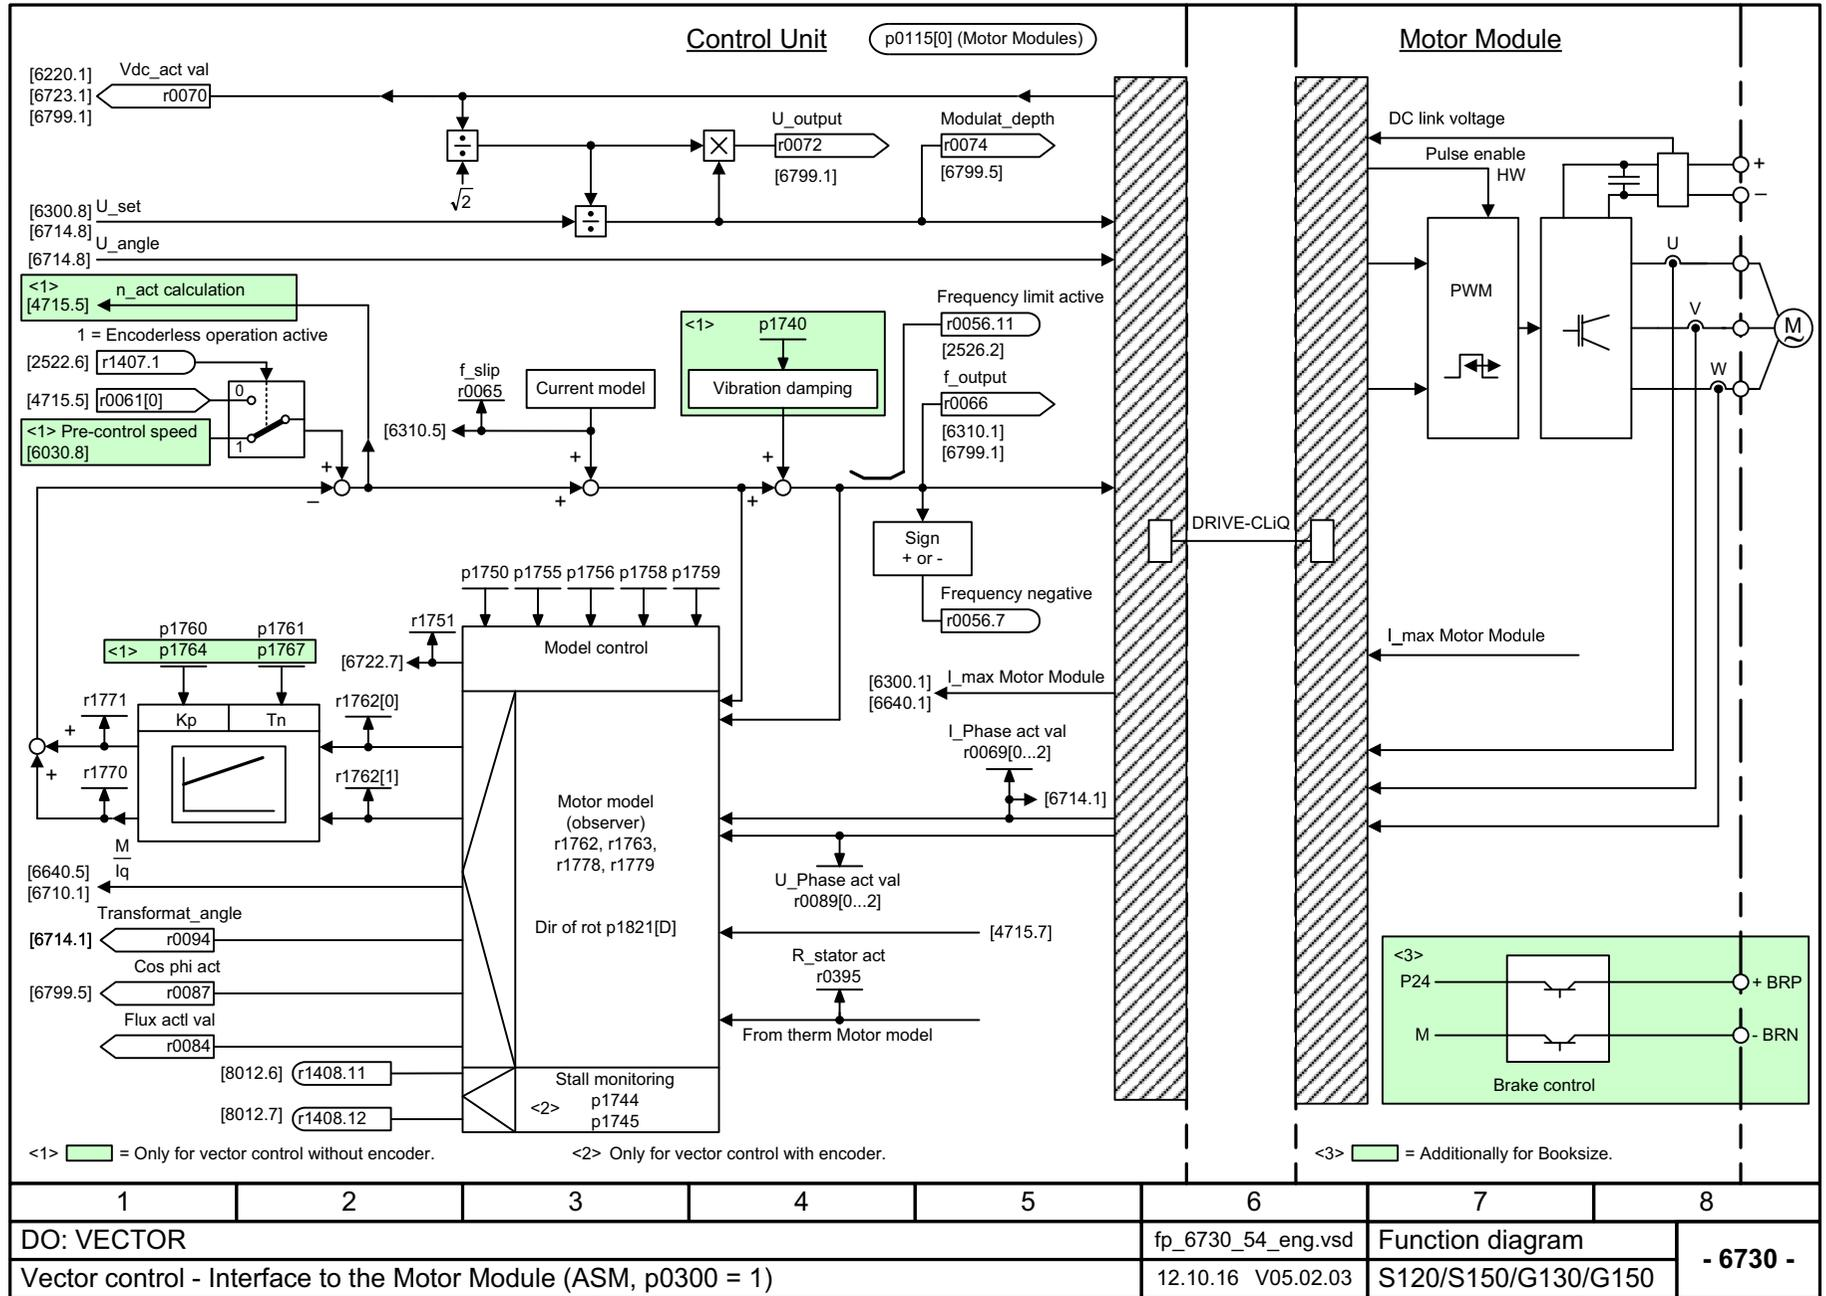 Control Unit
p0115[0] (Motor Modules)
Motor Module
Vdc_act val
[6220.1]
[6723.1]
[6799.1]
r0070
÷
√2
U_output
r0072
[6799.1]
×
Modulat_depth
r0074
[6799.5]
DC link voltage
Pulse enable
HW
+
–
[6300.8]
[6714.8]
U_set
÷
U_angle
[6714.8]
<1>
n_act calculation
[4715.5]
1 = Encoderless operation active
[2522.6]
r1407.1
[4715.5]
r0061[0]
0
1
<1> Pre-control speed
[6030.8]
+
–
f_slip
r0065
[6310.5]
Current model
+
+
<1>
p1740
Vibration damping
+
+
Frequency limit active
r0056.11
[2526.2]
f_output
r0066
[6310.1]
[6799.1]
Sign
+ or -
Frequency negative
r0056.7
PWM
U
V
W
M
~
DRIVE-CLiQ
p1750
p1755
p1756
p1758
p1759
r1751
[6722.7]
Model control
p1760
p1761
<1>
p1764
p1767
r1771
Kp
Tn
r1762[0]
+
+
r1770
r1762[1]
[6300.1]
[6640.1]
I_max Motor Module
I_max Motor Module
I_Phase act val
r0069[0...2]
[6714.1]
Motor model
(observer)
r1762, r1763,
r1778, r1779
Dir of rot p1821[D]
U_Phase act val
r0089[0...2]
[4715.7]
R_stator act
r0395
From therm Motor model
M
Iq
[6640.5]
[6710.1]
Transformat_angle
[6714.1]
r0094
Cos phi act
[6799.5]
r0087
Flux actl val
r0084
[8012.6]
r1408.11
[8012.7]
r1408.12
Stall monitoring
<2>
p1744
p1745
<3>
P24
+ BRP
M
- BRN
Brake control
<1> = Only for vector control without encoder.
<2> Only for vector control with encoder.
<3> = Additionally for Booksize.
1 2 3 4 5 6 7 8
DO: VECTOR
fp_6730_54_eng.vsd
Function diagram
- 6730 -
Vector control - Interface to the Motor Module (ASM, p0300 = 1)
12.10.16 V05.02.03
S120/S150/G130/G150